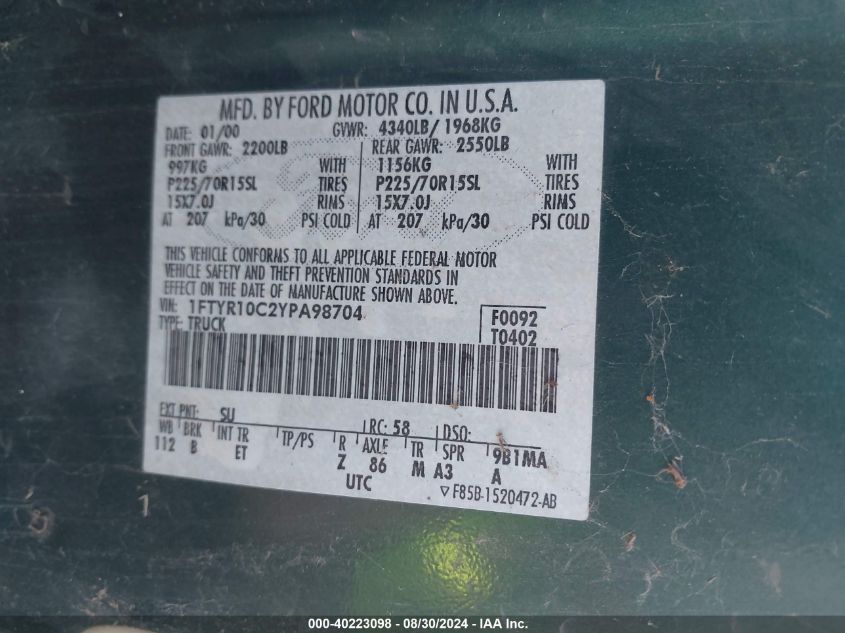 MFD. BY FORD MOTOR CO. IN U.S.A.
DATE: 01/00 GVWR: 4340LB/ 1968KG
FRONT GAWR: 2200LB REAR GAWR: 2550LB
997KG WITH 1156KG WITH
P225/70R15SL TIRES P225/70R15SL TIRES
15X7.0J RIMS 15X7.0J RIMS
AT 207 kPa/30 PSI COLD AT 207 kPa/30 PSI COLD
THIS VEHICLE CONFORMS TO ALL APPLICABLE FEDERAL MOTOR
VEHICLE SAFETY AND THEFT PREVENTION STANDARDS IN
EFFECT ON THE DATE OF MANUFACTURE SHOWN ABOVE.
VIN: 1FTYR10C2YPA98704 F0092
TYPE: TRUCK T0402
EXT PNT: SU RC: 58 DSO:
WB BRK INT TR TP/PS R AXLE TR SPR 9B1MA
112 B ET Z 86 M A3 A
UTC ▽F85B-1520472-AB
000-40223098 - 08/30/2024 - IAA Inc.